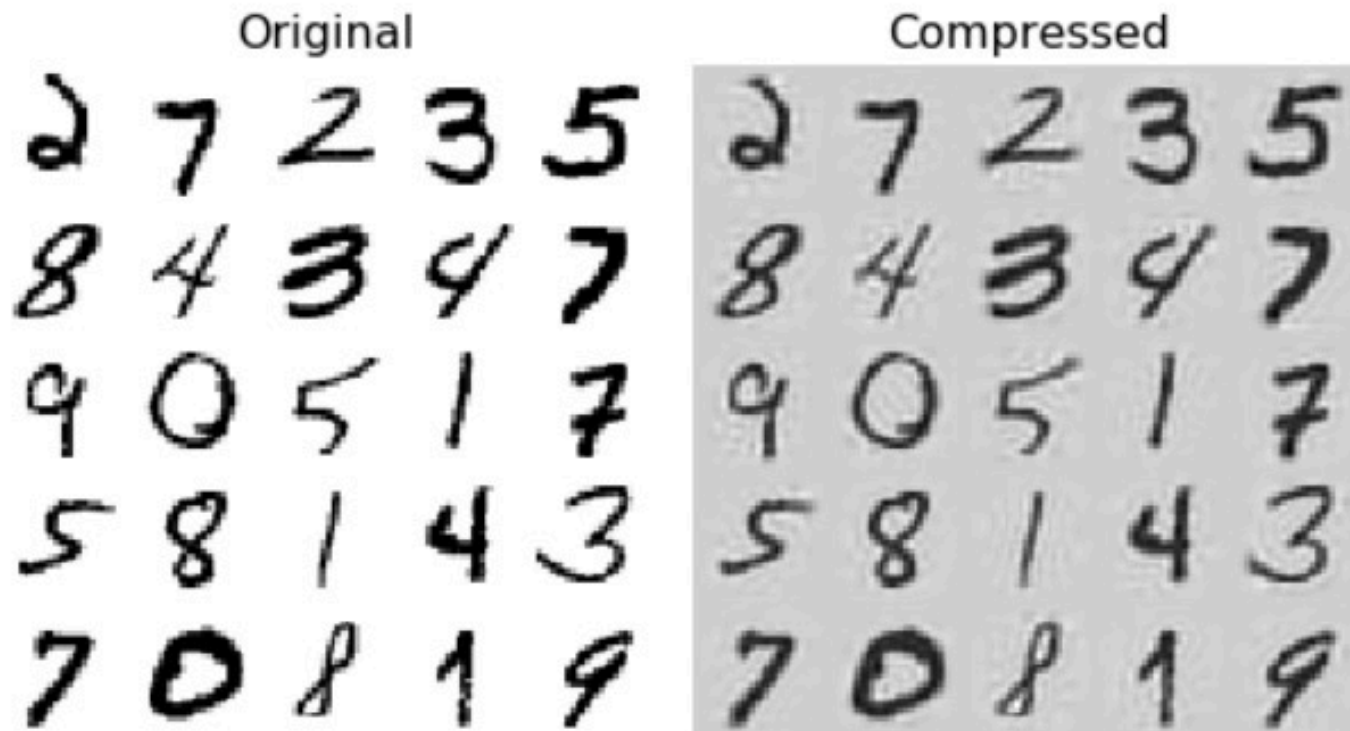 Original Compressed
2 7 2 3 5 2 7 2 3 5
8 4 3 4 7 8 4 3 4 7
9 0 5 1 7 9 0 5 1 7
5 8 1 4 3 5 8 1 4 3
7 0 8 1 9 7 0 8 1 9